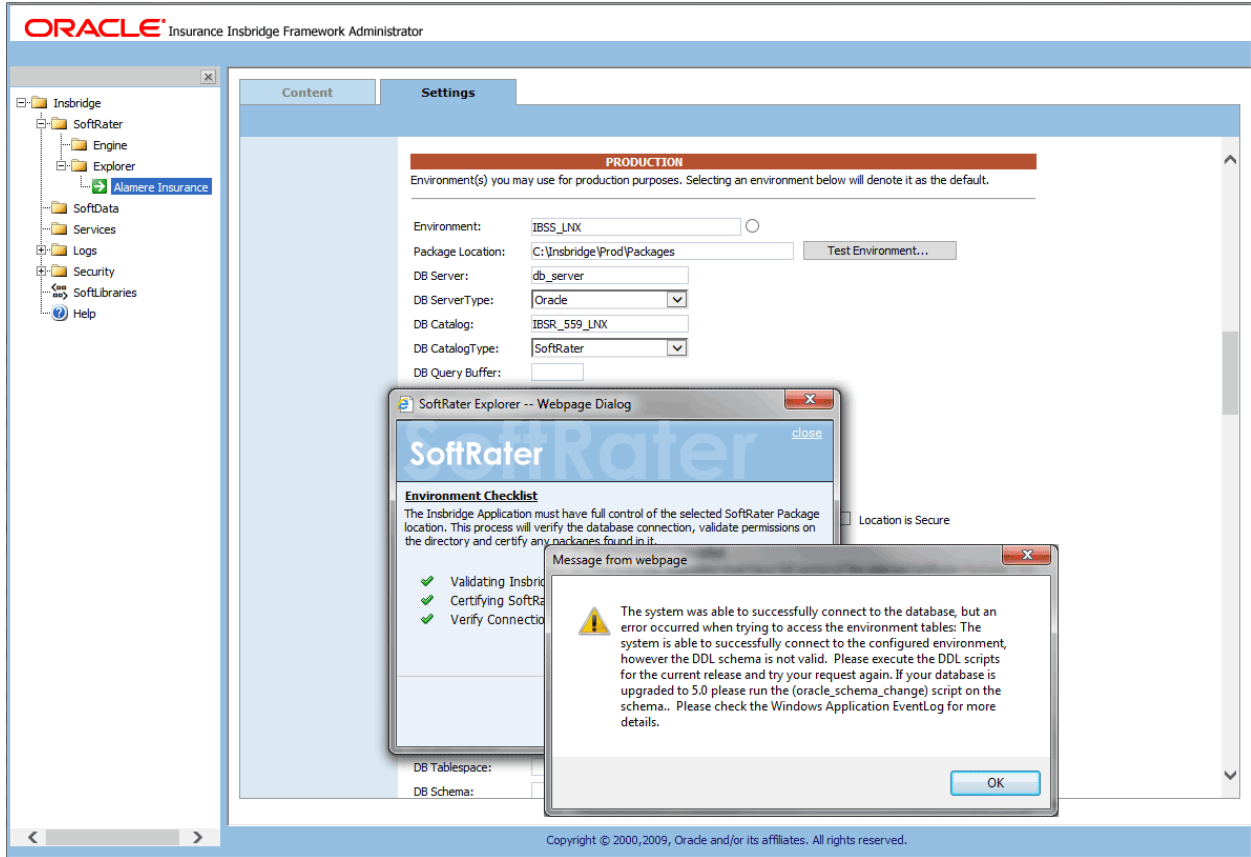 ORACLE Insurance Insbridge Framework Administrator
Insbridge
SoftRater
Engine
Explorer
Alamere Insurance
SoftData
Services
Logs
Security
SoftLibraries
Help
Content
Settings
PRODUCTION
Environment(s) you may use for production purposes. Selecting an environment below will denote it as the default.
Environment: IBSS_LNX
Package Location: C:\Insbridge\Prod\Packages Test Environment...
DB Server: db_server
DB ServerType: Oracle
DB Catalog: IBSR_559_LNX
DB CatalogType: SoftRater
DB Query Buffer:
SoftRater Explorer -- Webpage Dialog
close
SoftRater
Environment Checklist
The Insbridge Application must have full control of the selected SoftRater Package
location. This process will verify the database connection, validate permissions on
the directory and certify any packages found in it.
Validating Insbrid
Certifying SoftRa
Verify Connectio
Location is Secure
Message from webpage
The system was able to successfully connect to the database, but an
error occurred when trying to access the environment tables: The
system is able to successfully connect to the configured environment,
however the DDL schema is not valid.  Please execute the DDL scripts
for the current release and try your request again. If your database is
upgraded to 5.0 please run the (oracle_schema_change) script on the
schema..  Please check the Windows Application EventLog for more
details.
OK
DB Tablespace:
DB Schema:
Copyright © 2000,2009, Oracle and/or its affiliates. All rights reserved.